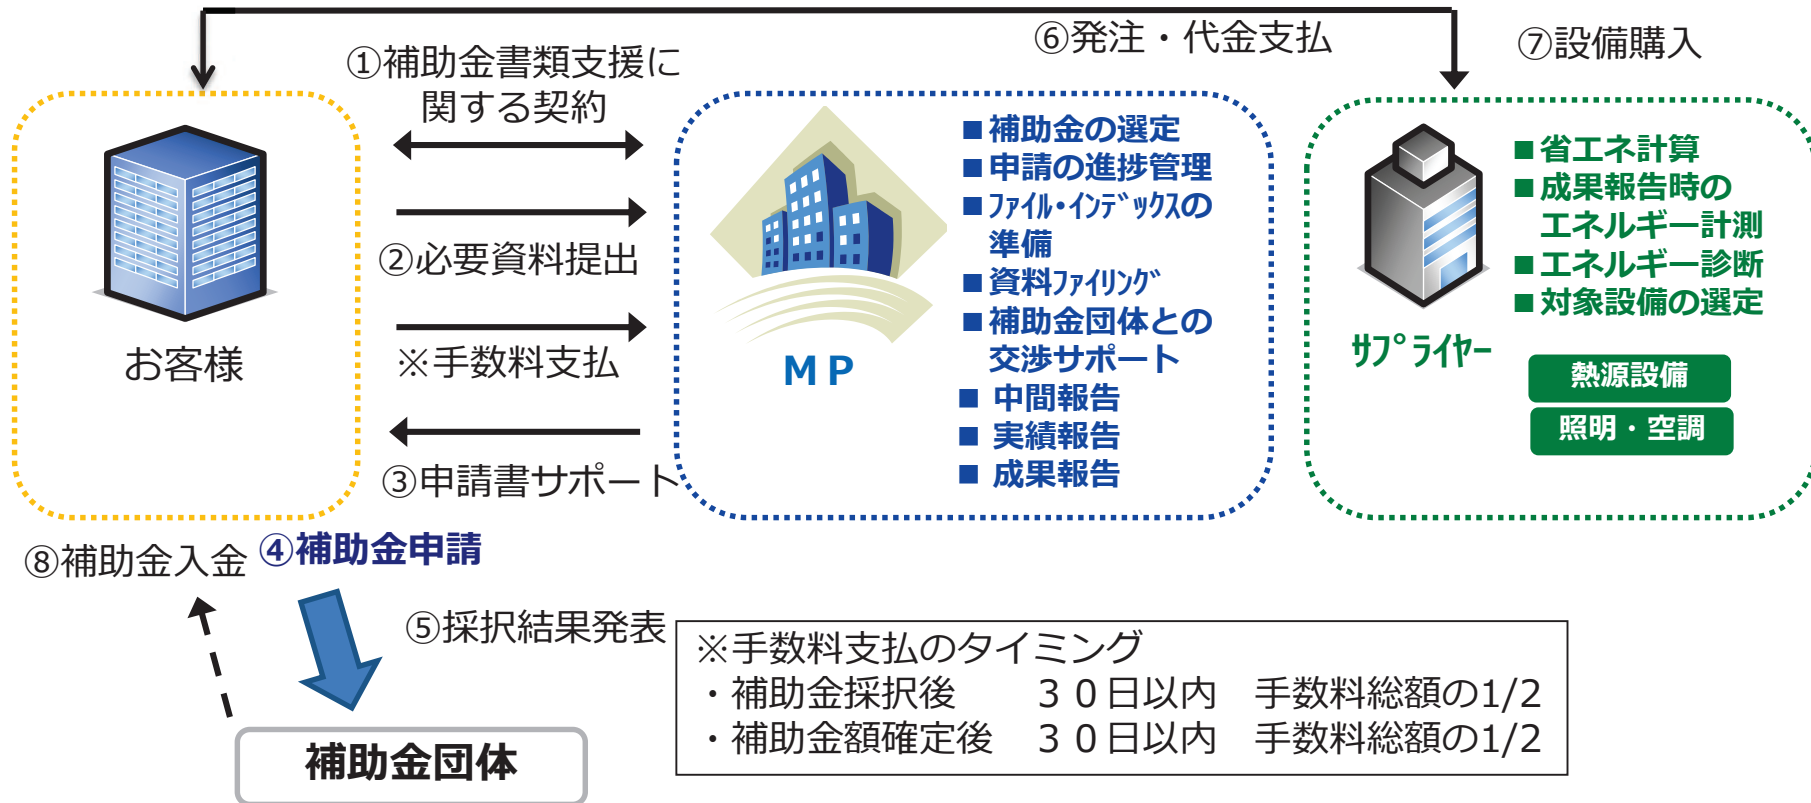 ⑥発注・代金支払
⑦設備購入
①補助金書類支援に
関する契約
②必要資料提出
※手数料支払
③申請書サポート
お客様
MP
■補助金の選定
■申請の進捗管理
■ﾌｧｲﾙ・ｲﾝﾃﾞｯｸｽの
準備
■資料ﾌｧｲﾘﾝｸﾞ
■補助金団体との
交渉サポート
■ 中間報告
■ 実績報告
■ 成果報告
ｻﾌﾟﾗｲﾔｰ
■省エネ計算
■成果報告時の
エネルギー計測
■エネルギー診断
■対象設備の選定
熱源設備
照明・空調
⑧補助金入金
④補助金申請
⑤採択結果発表
補助金団体
※手数料支払のタイミング
・補助金採択後　　３０日以内　手数料総額の1/2
・補助金額確定後　３０日以内　手数料総額の1/2